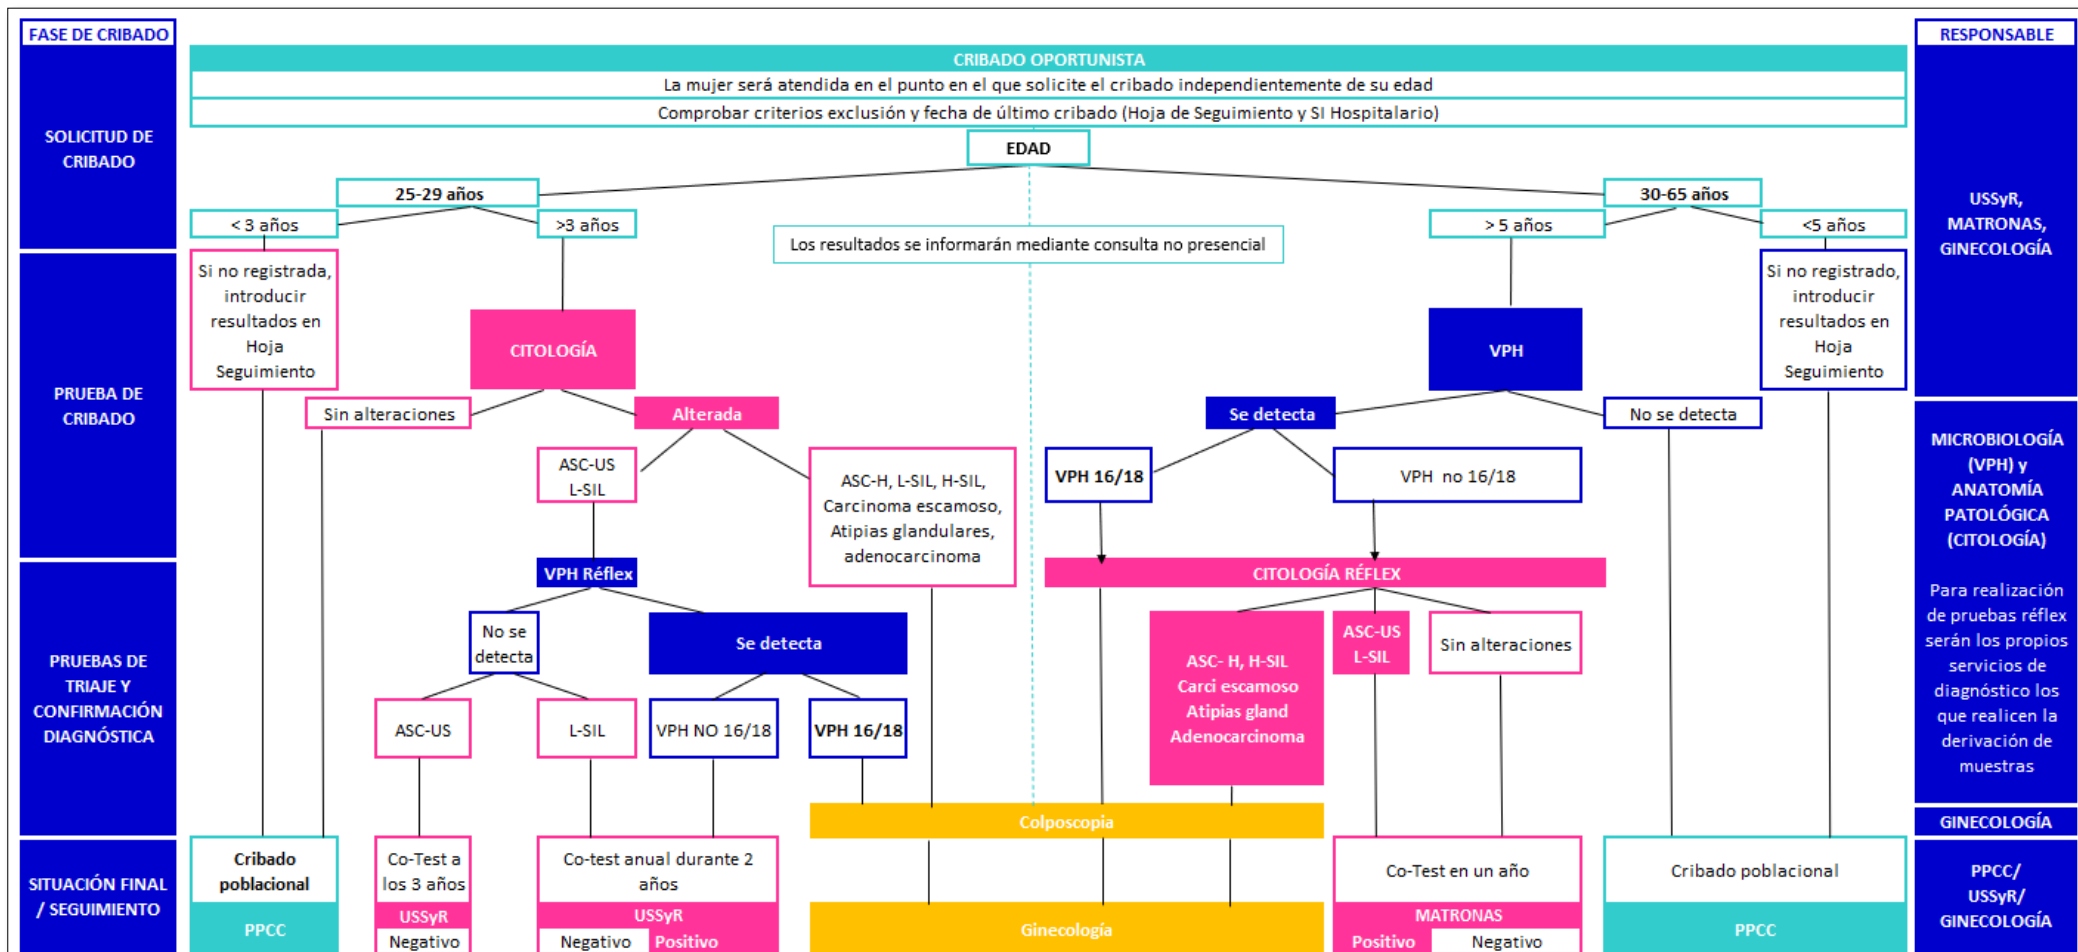 FASE DE CRIBADO
RESPONSABLE
CRIBADO OPORTUNISTA
La mujer será atendida en el punto en el que solicite el cribado independientemente de su edad
Comprobar criterios exclusión y fecha de último cribado (Hoja de Seguimiento y SI Hospitalario)
SOLICITUD DE
CRIBADO
EDAD
25-29 años
30-65 años
< 3 años
>3 años
> 5 años
<5 años
USSyR,
MATRONAS,
GINECOLOGÍA
Los resultados se informarán mediante consulta no presencial
Si no registrada,
introducir
resultados en
Hoja
Seguimiento
CITOLOGÍA
VPH
Si no registrado,
introducir
resultados en
Hoja
Seguimiento
PRUEBA DE
CRIBADO
Sin alteraciones
Alterada
Se detecta
No se detecta
ASC-US
L-SIL
ASC-H, L-SIL, H-SIL,
Carcinoma escamoso,
Atipias glandulares,
adenocarcinoma
VPH 16/18
VPH no 16/18
MICROBIOLOGÍA
(VPH) y
ANATOMÍA
PATOLÓGICA
(CITOLOGÍA)
Para realización
de pruebas réflex
serán los propios
servicios de
diagnóstico los
que realicen la
derivación de
muestras
VPH Réflex
CITOLOGÍA RÉFLEX
PRUEBAS DE
TRIAJE Y
CONFIRMACIÓN
DIAGNÓSTICA
No se
detecta
Se detecta
ASC- H, H-SIL
Carci escamoso
Atipias gland
Adenocarcinoma
ASC-US
L-SIL
Sin alteraciones
ASC-US
L-SIL
VPH NO 16/18
VPH 16/18
Colposcopia
GINECOLOGÍA
SITUACIÓN FINAL
/ SEGUIMIENTO
Cribado
poblacional
PPCC
Co-Test a
los 3 años
USSyR
Negativo
Co-test anual durante 2
años
USSyR
Negativo
Positivo
Ginecología
Co-Test en un año
MATRONAS
Positivo
Negativo
Cribado poblacional
PPCC
PPCC/
USSyR/
GINECOLOGÍA